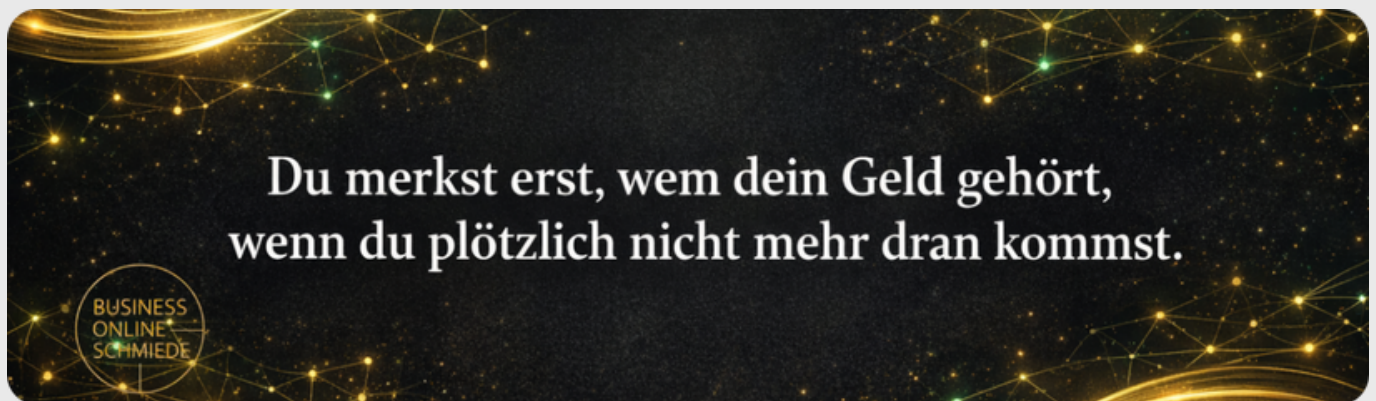 Du merkst erst, wem dein Geld gehört,
wenn du plötzlich nicht mehr dran kommst.
BUSINESS
ONLINE
SCHMIEDE